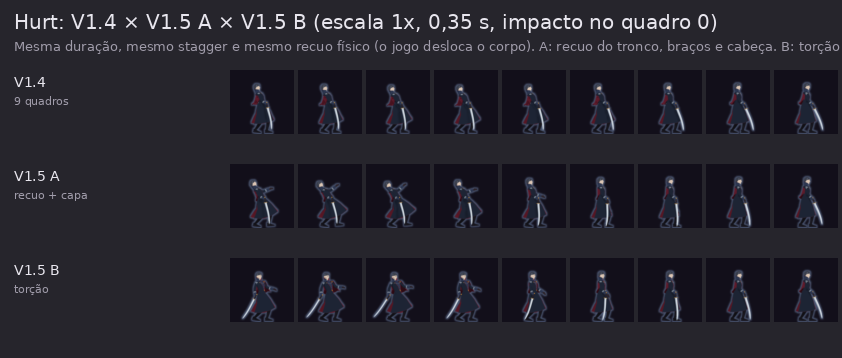 Hurt: V1.4 × V1.5 A × V1.5 B (escala 1x, 0,35 s, impacto no quadro 0)
Mesma duração, mesmo stagger e mesmo recuo físico (o jogo desloca o corpo). A: recuo do tronco, braços e cabeça. B: torção
V1.4
9 quadros
V1.5 A
recuo + capa
V1.5 B
torção